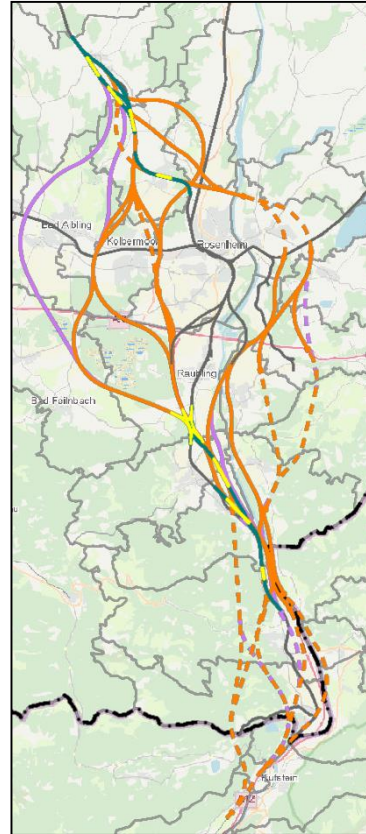 Bad Aibling
Kolbermoor
Rosenheim
Raubling
Bad Feilnbach
Kufstein